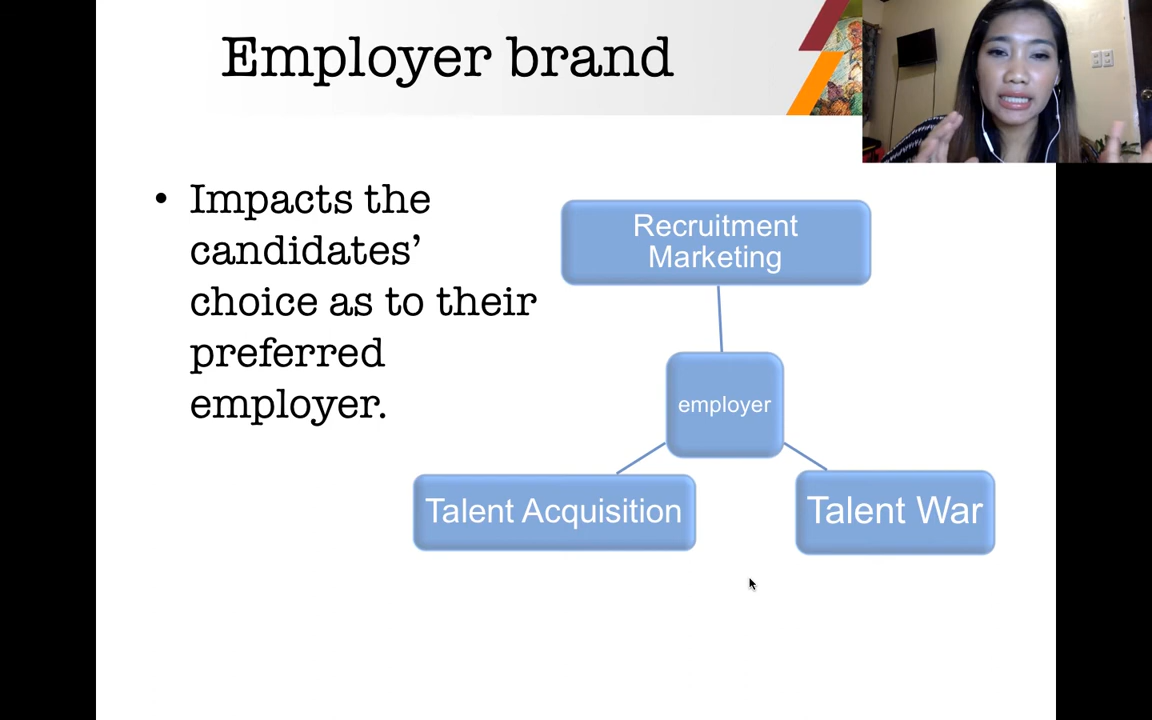 Employer brand
• Impacts the
candidates’
choice as to their
preferred
employer.
Recruitment
Marketing
employer
Talent Acquisition
Talent War